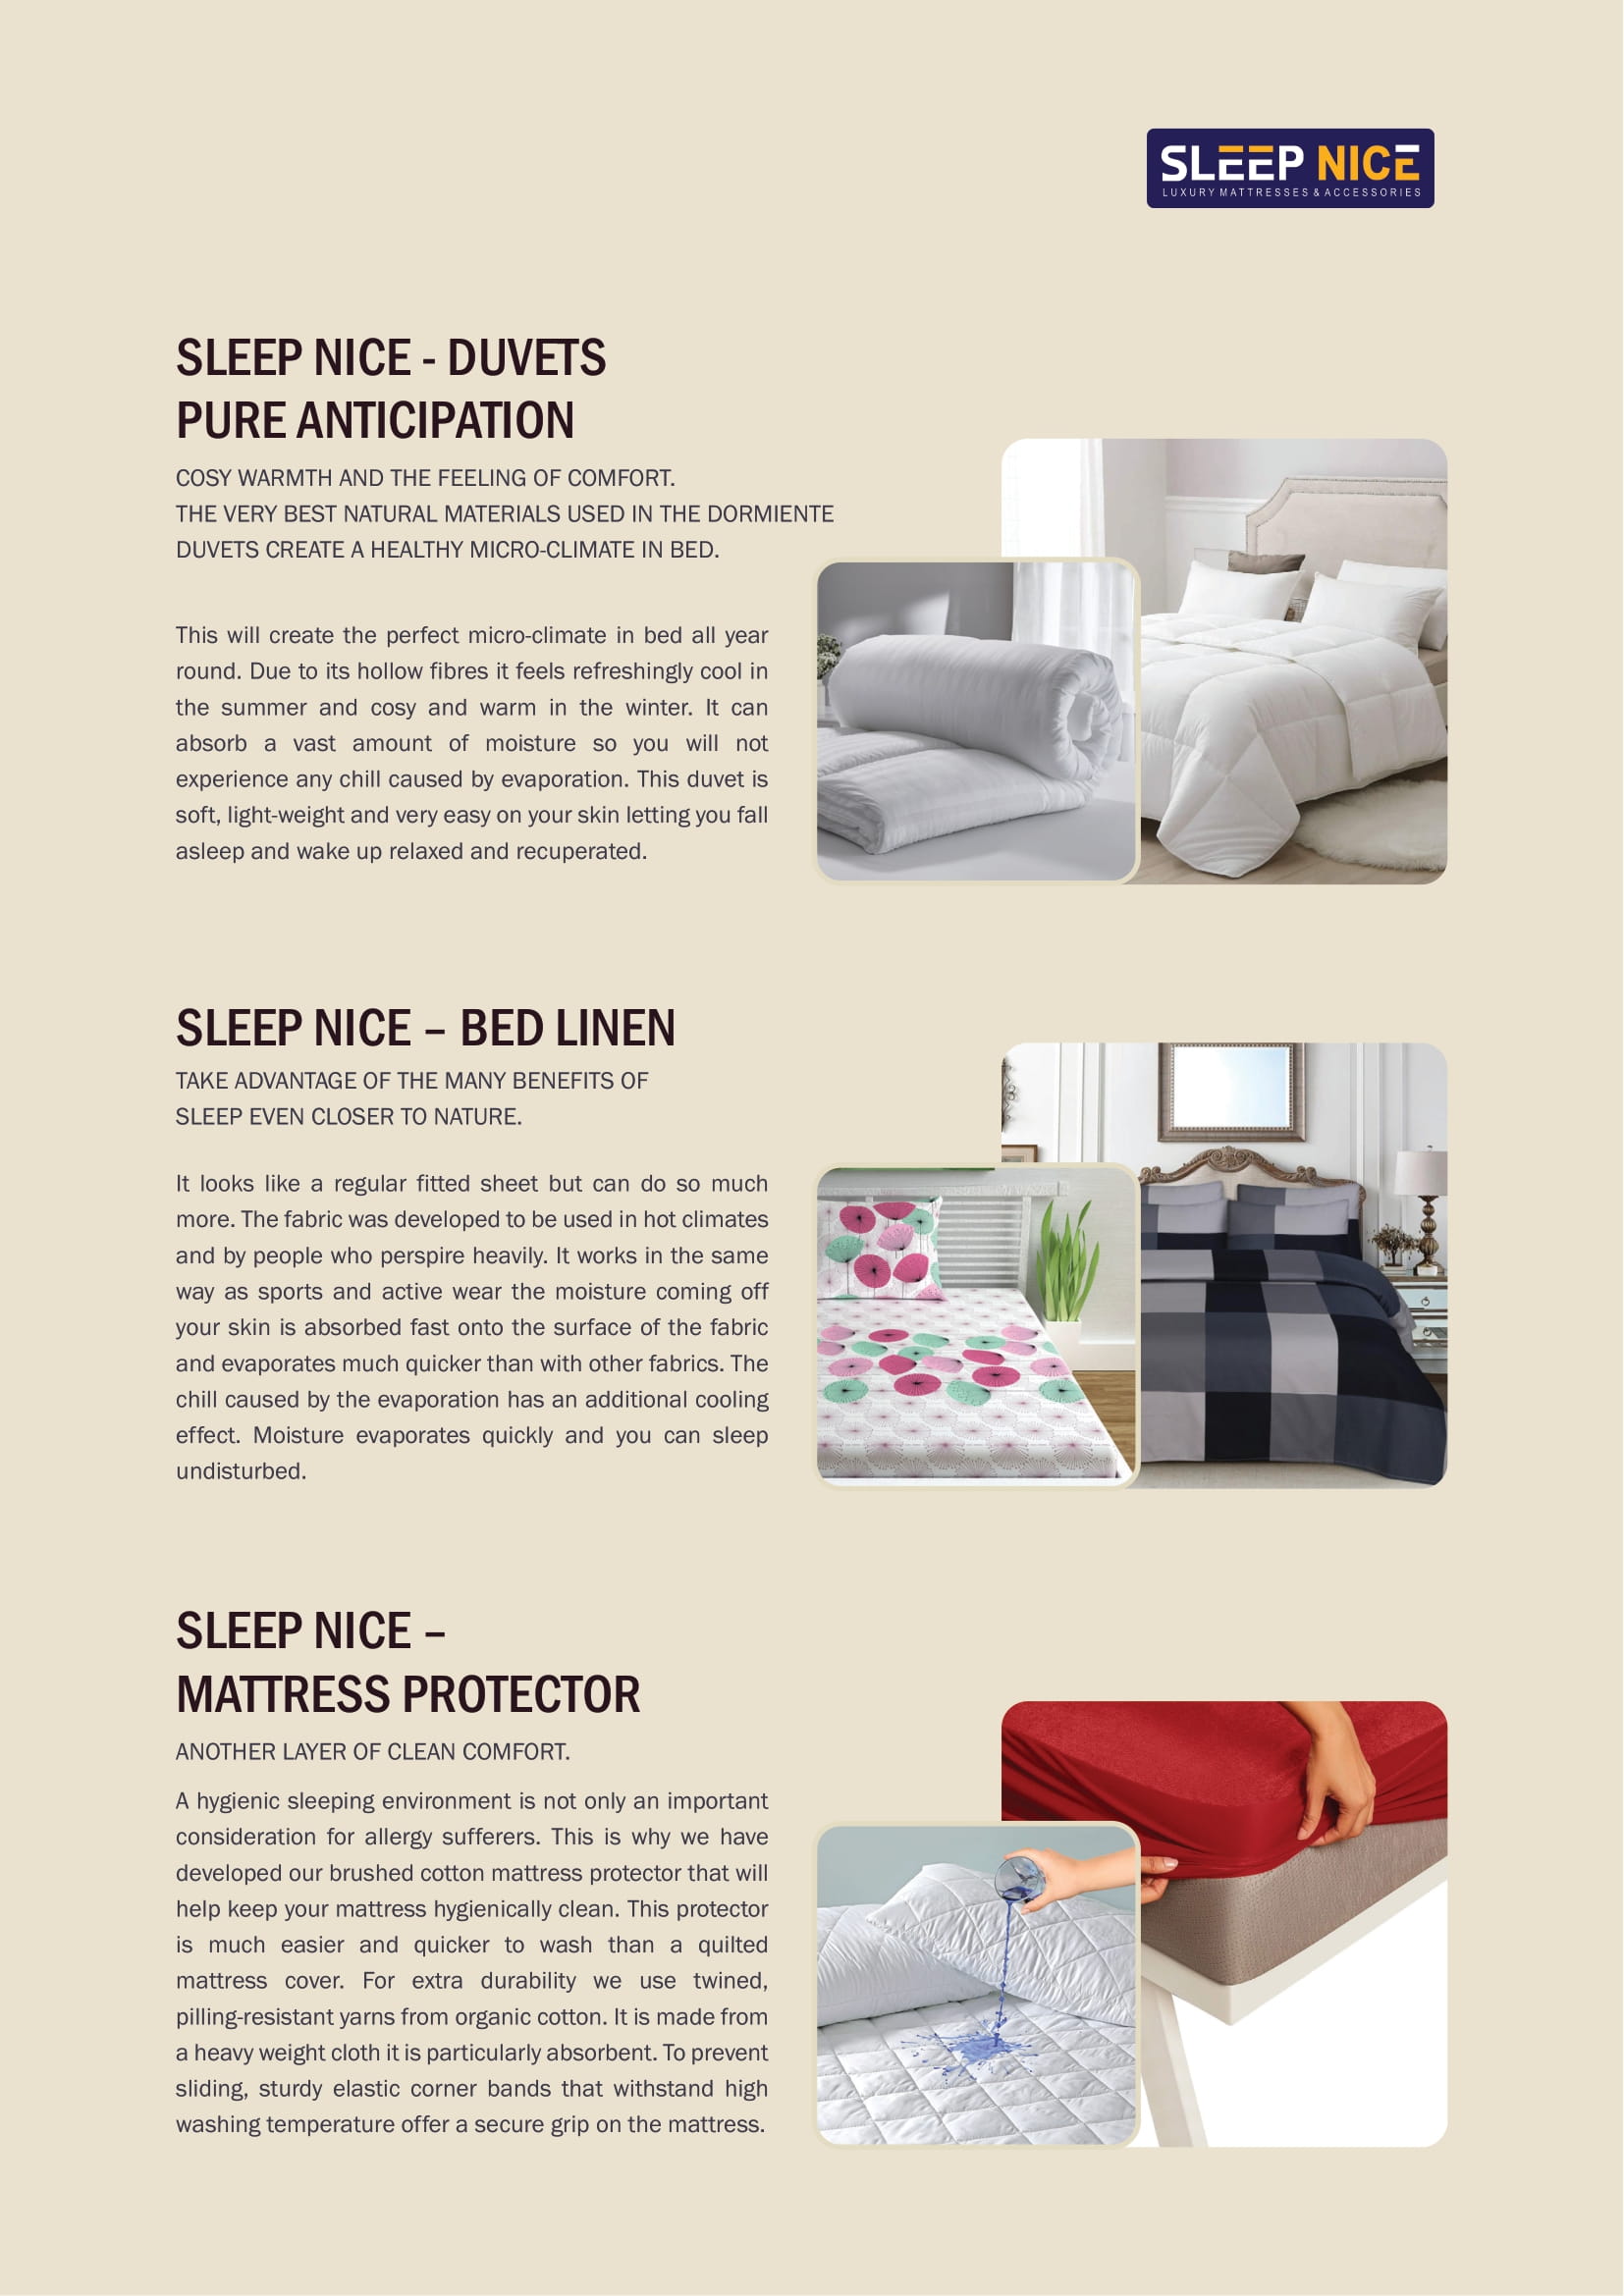 SLEEP NICE
LUXURY MATTRESSES & ACCESSORIES
SLEEP NICE - DUVETS
PURE ANTICIPATION
COSY WARMTH AND THE FEELING OF COMFORT.
THE VERY BEST NATURAL MATERIALS USED IN THE DORMIENTE
DUVETS CREATE A HEALTHY MICRO-CLIMATE IN BED.
This will create the perfect micro-climate in bed all year
round. Due to its hollow fibres it feels refreshingly cool in
the summer and cosy and warm in the winter. It can
absorb a vast amount of moisture so you will not
experience any chill caused by evaporation. This duvet is
soft, light-weight and very easy on your skin letting you fall
asleep and wake up relaxed and recuperated.
SLEEP NICE – BED LINEN
TAKE ADVANTAGE OF THE MANY BENEFITS OF
SLEEP EVEN CLOSER TO NATURE.
It looks like a regular fitted sheet but can do so much
more. The fabric was developed to be used in hot climates
and by people who perspire heavily. It works in the same
way as sports and active wear the moisture coming off
your skin is absorbed fast onto the surface of the fabric
and evaporates much quicker than with other fabrics. The
chill caused by the evaporation has an additional cooling
effect. Moisture evaporates quickly and you can sleep
undisturbed.
SLEEP NICE –
MATTRESS PROTECTOR
ANOTHER LAYER OF CLEAN COMFORT.
A hygienic sleeping environment is not only an important
consideration for allergy sufferers. This is why we have
developed our brushed cotton mattress protector that will
help keep your mattress hygienically clean. This protector
is much easier and quicker to wash than a quilted
mattress cover. For extra durability we use twined,
pilling-resistant yarns from organic cotton. It is made from
a heavy weight cloth it is particularly absorbent. To prevent
sliding, sturdy elastic corner bands that withstand high
washing temperature offer a secure grip on the mattress.